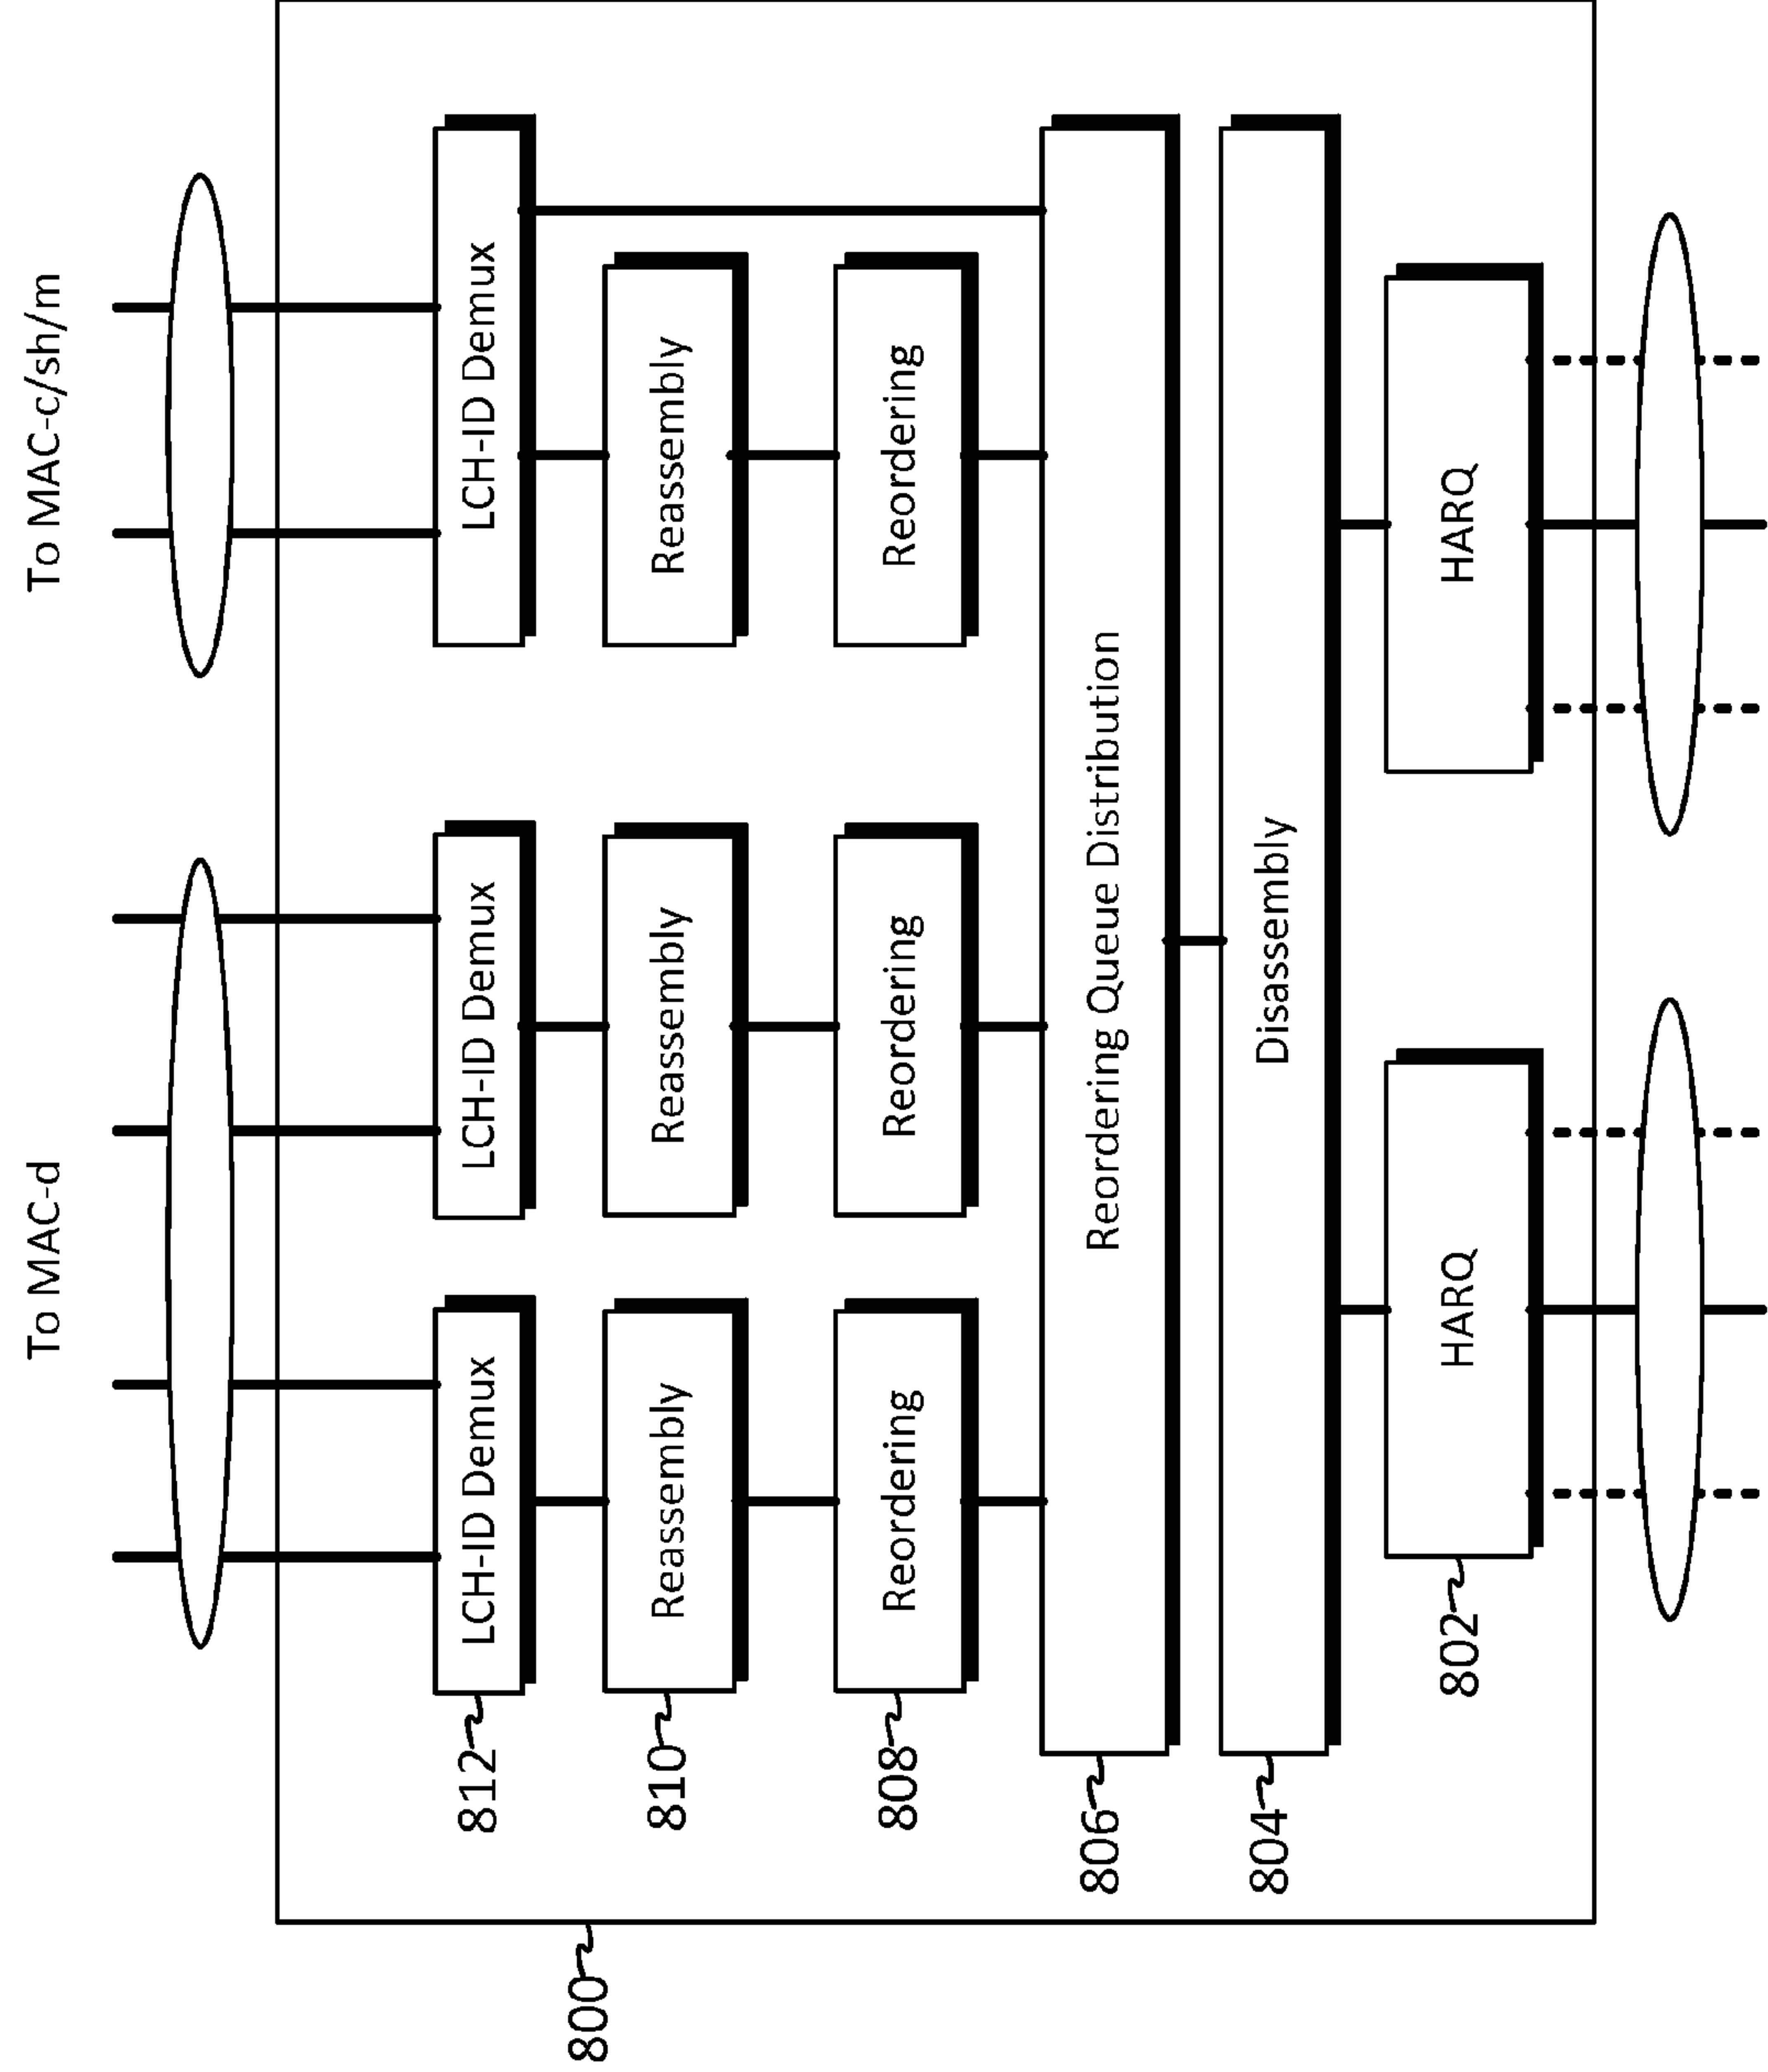 To MAC-d
To MAC-c/sh/m
812
LCH-ID Demux
LCH-ID Demux
LCH-ID Demux
800
810
Reassembly
Reassembly
Reassembly
808
Reordering
Reordering
Reordering
806
Reordering Queue Distribution
804
Disassembly
802
HARQ
HARQ